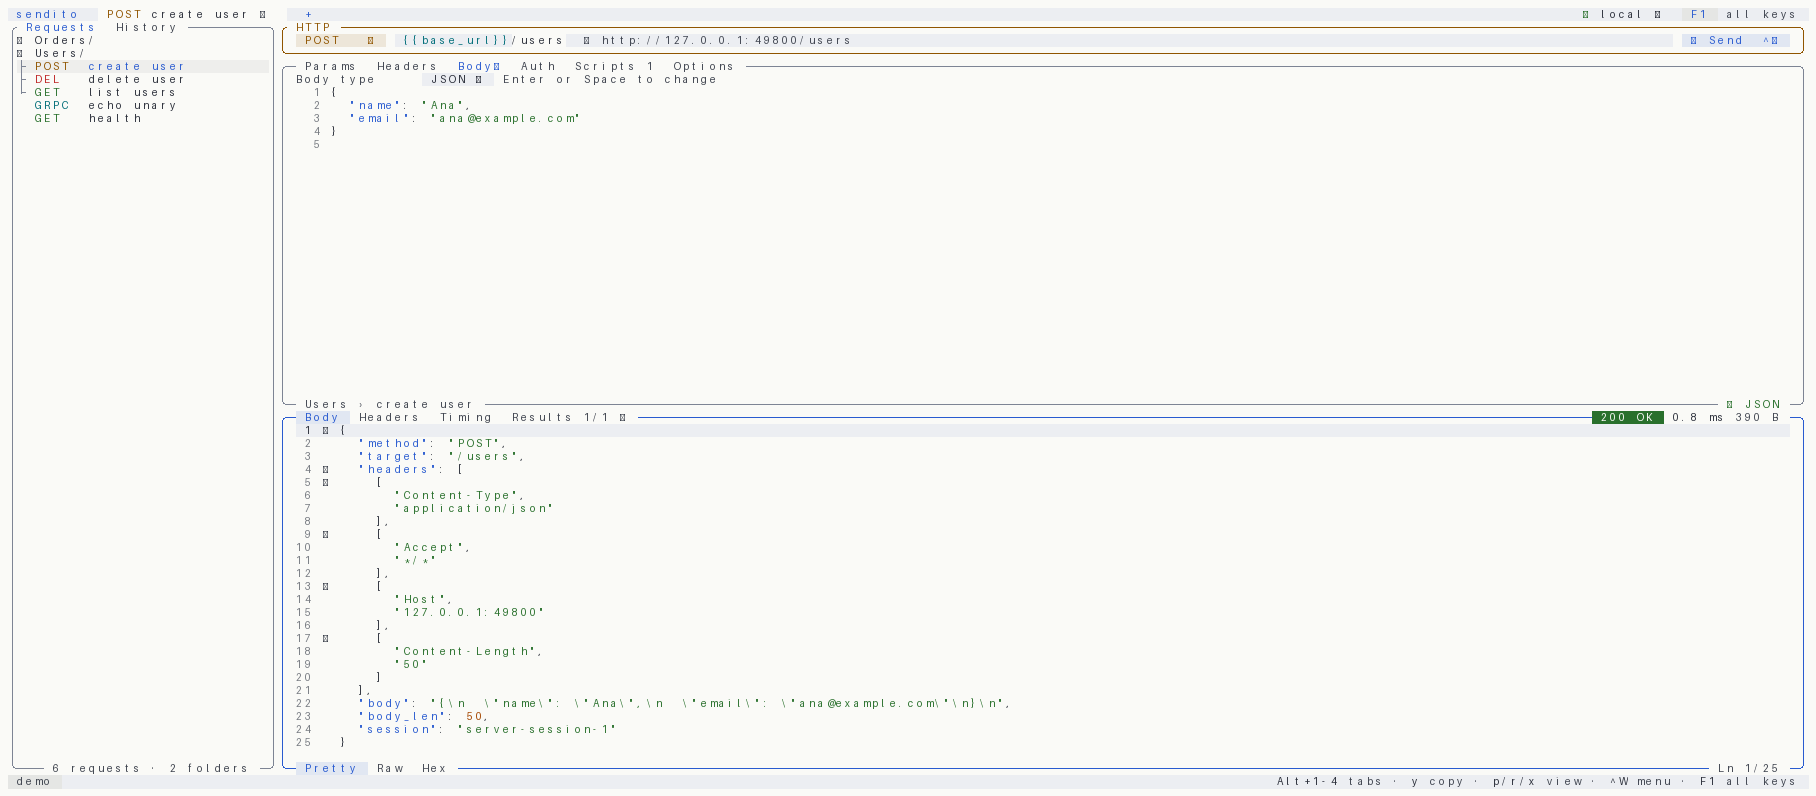 sendito POST create user +
local F1 all keys
Requests History
Orders/
Users/
POST create user
DEL delete user
GET list users
GRPC echo unary
GET health
6 requests · 2 folders
HTTP
POST {{base_url}}/users http://127.0.0.1:49800/users Send ^
Params Headers Body Auth Scripts 1 Options
Body type JSON Enter or Space to change
1 {
2 "name": "Ana",
3 "email": "ana@example.com"
4 }
5
Users › create user JSON
Body Headers Timing Results 1/1 200 OK 0.8 ms 390 B
1 {
2 "method": "POST",
3 "target": "/users",
4 "headers": [
5 [
6 "Content-Type",
7 "application/json"
8 ],
9 [
10 "Accept",
11 "*/*"
12 ],
13 [
14 "Host",
15 "127.0.0.1:49800"
16 ],
17 [
18 "Content-Length",
19 "50"
20 ]
21 ],
22 "body": "{\n  \"name\": \"Ana\",\n  \"email\": \"ana@example.com\"\n}\n",
23 "body_len": 50,
24 "session": "server-session-1"
25 }
Pretty Raw Hex Ln 1/25
demo Alt+1-4 tabs · y copy · p/r/x view · ^W menu · F1 all keys